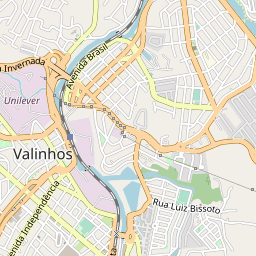 Avenida Brasil
Invernada
Unilever
Valinhos
Rua Luiz Bissoto
Avenida Independência